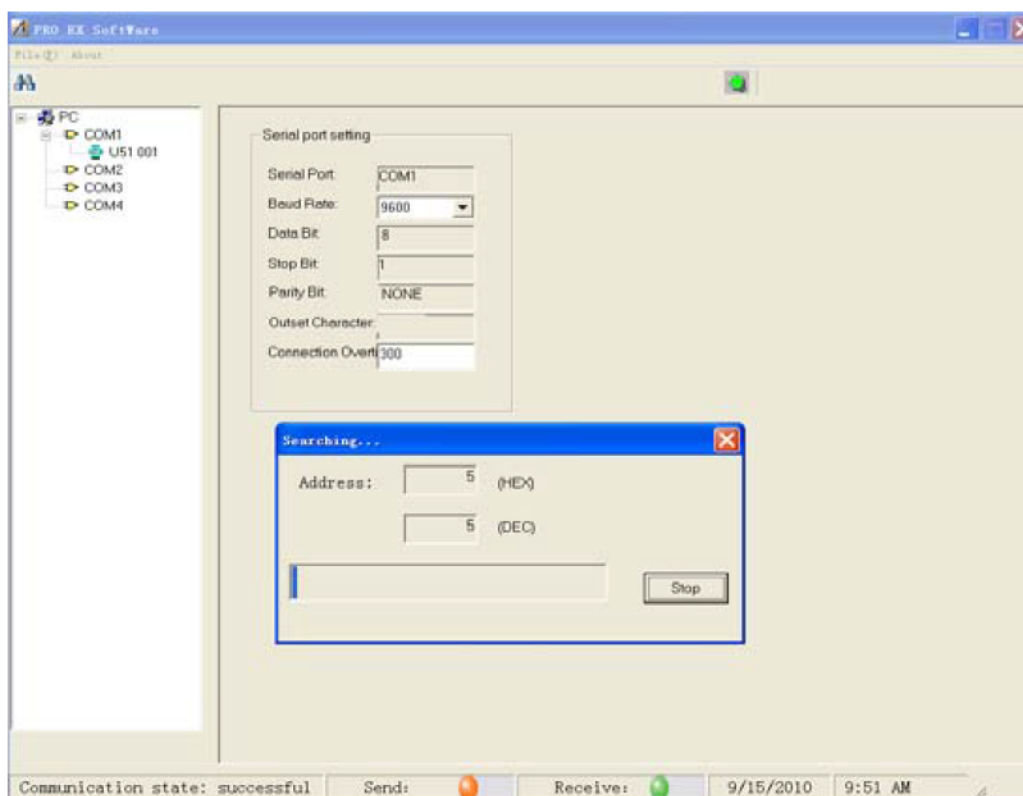 PRO EX SoftWare
File(F) About
PC
COM1
U51 001
COM2
COM3
COM4
Serial port setting
Serial Port: COM1
Baud Rate: 9600
Data Bit: 8
Stop Bit: 1
Parity Bit: NONE
Outset Character:
Connection Overti 300
Searching...
Address: 5 (HEX)
5 (DEC)
Stop
Communication state: successful Send: Receive: 9/15/2010 9:51 AM